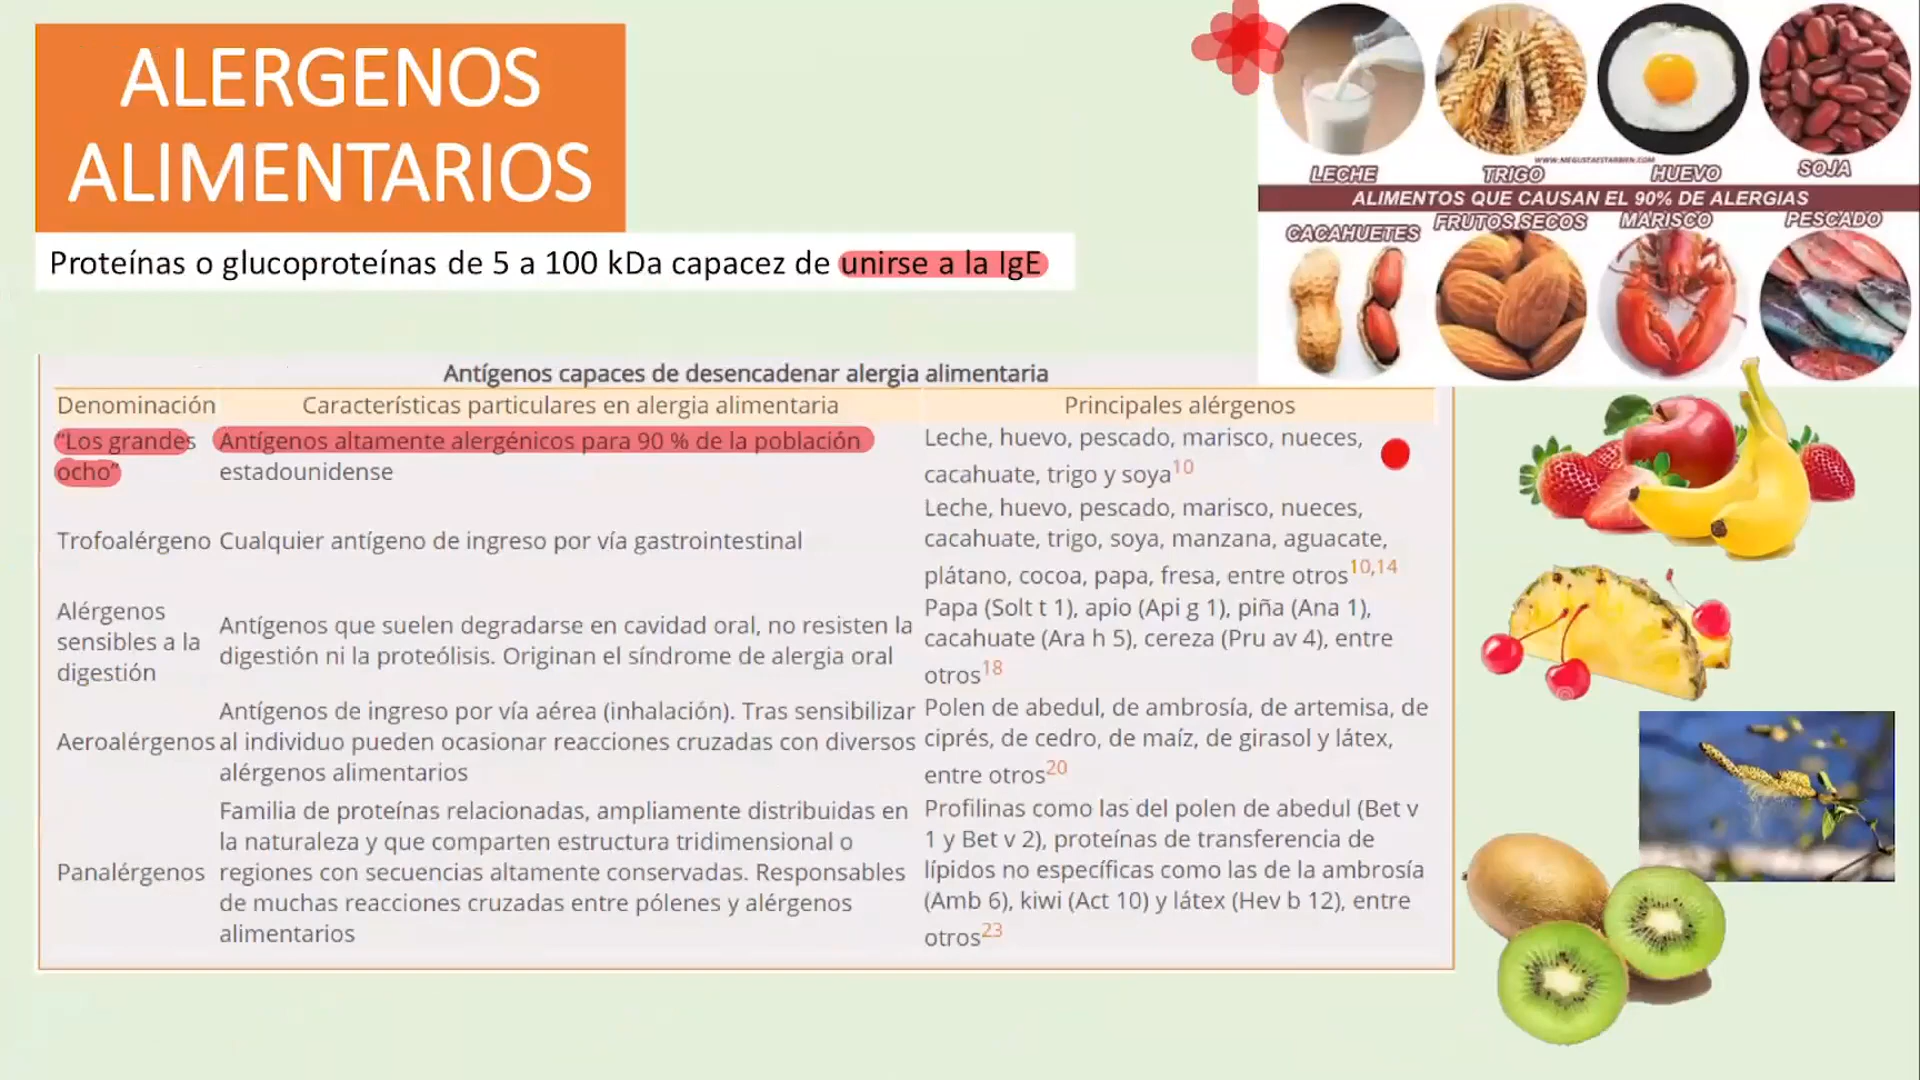 ALERGENOS
ALIMENTARIOS
Proteínas o glucoproteínas de 5 a 100 kDa capacez de unirse a la IgE
LECHE TRIGO HUEVO SOJA
WWW.MEGUSTAESTARBIEN.COM
ALIMENTOS QUE CAUSAN EL 90% DE ALERGIAS
CACAHUETES FRUTOS SECOS MARISCO PESCADO
Antígenos capaces de desencadenar alergia alimentaria
Denominación Características particulares en alergia alimentaria Principales alérgenos
“Los grandes
ocho”
Antígenos altamente alergénicos para 90 % de la población
estadounidense
Leche, huevo, pescado, marisco, nueces,
cacahuate, trigo y soya10
Trofoalérgeno
Cualquier antígeno de ingreso por vía gastrointestinal
Leche, huevo, pescado, marisco, nueces,
cacahuate, trigo, soya, manzana, aguacate,
plátano, cocoa, papa, fresa, entre otros10,14
Alérgenos
sensibles a la
digestión
Antígenos que suelen degradarse en cavidad oral, no resisten la
digestión ni la proteólisis. Originan el síndrome de alergia oral
Papa (Solt t 1), apio (Api g 1), piña (Ana 1),
cacahuate (Ara h 5), cereza (Pru av 4), entre
otros18
Aeroalérgenos
Antígenos de ingreso por vía aérea (inhalación). Tras sensibilizar
al individuo pueden ocasionar reacciones cruzadas con diversos
alérgenos alimentarios
Polen de abedul, de ambrosía, de artemisa, de
ciprés, de cedro, de maíz, de girasol y látex,
entre otros20
Panalérgenos
Familia de proteínas relacionadas, ampliamente distribuidas en
la naturaleza y que comparten estructura tridimensional o
regiones con secuencias altamente conservadas. Responsables
de muchas reacciones cruzadas entre pólenes y alérgenos
alimentarios
Profilinas como las del polen de abedul (Bet v
1 y Bet v 2), proteínas de transferencia de
lípidos no específicas como las de la ambrosía
(Amb 6), kiwi (Act 10) y látex (Hev b 12), entre
otros23